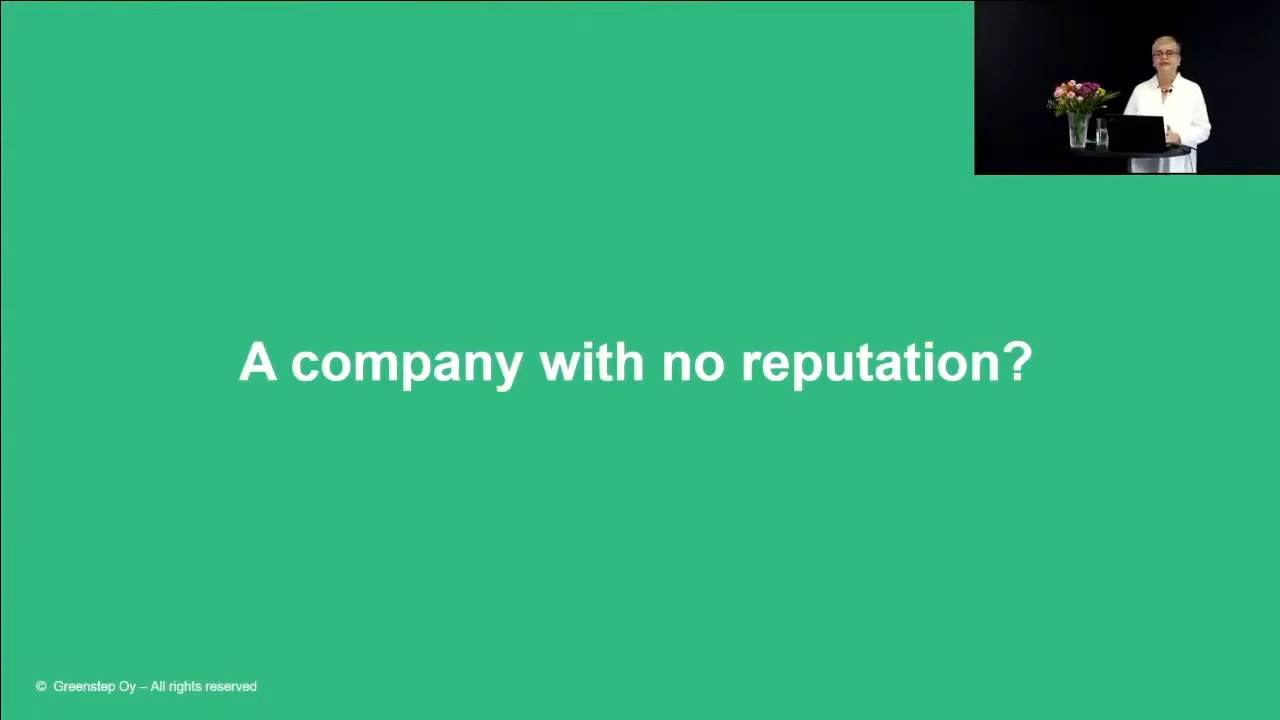 A company with no reputation?
© Greenstep Oy – All rights reserved